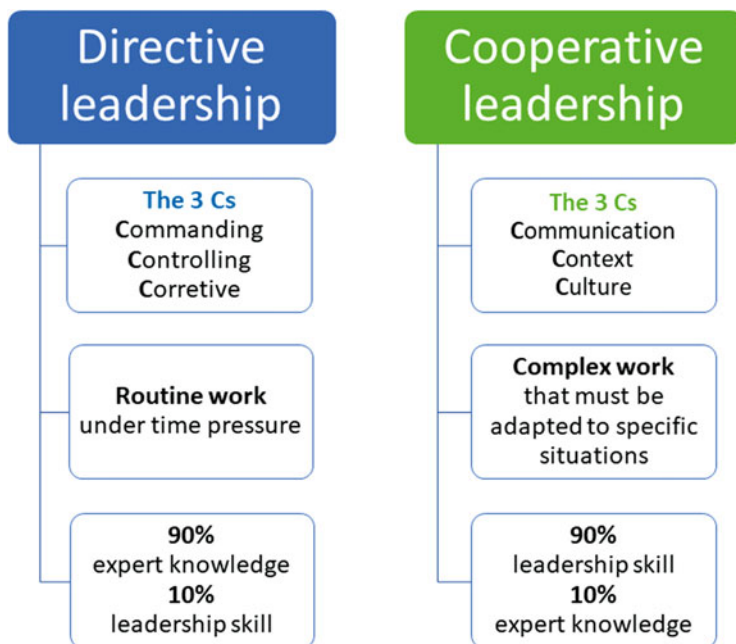 Directive
leadership
The 3 Cs
Commanding
Controlling
Corretive
Routine work
under time pressure
90%
expert knowledge
10%
leadership skill
Cooperative
leadership
The 3 Cs
Communication
Context
Culture
Complex work
that must be
adapted to specific
situations
90%
leadership skill
10%
expert knowledge